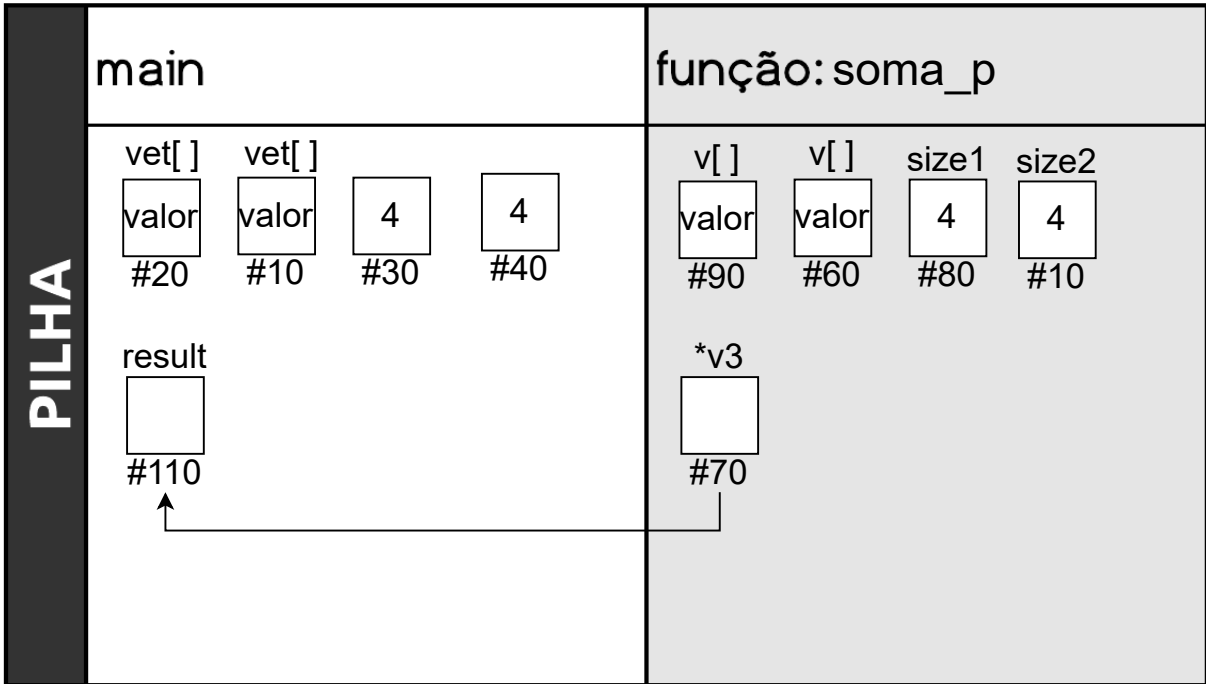 PILHA
main
função: soma_p
vet[ ] vet[ ]
valor valor 4 4
#20 #10 #30 #40
v[ ] v[ ] size1 size2
valor valor 4 4
#90 #60 #80 #10
result
#110
*v3
#70